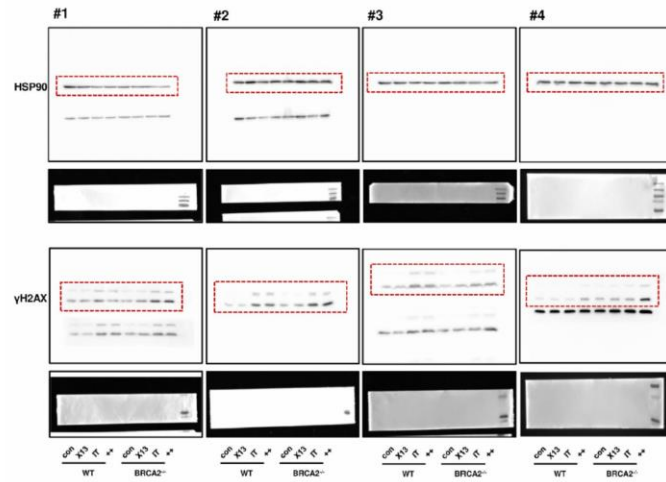 #1 #2 #3 #4
HSP90
γH2AX
con X13 IT ++ con X13 IT ++ con X13 IT ++ con X13 IT ++ con X13 IT ++ con X13 IT ++ con X13 IT ++ con X13 IT ++
WT BRCA2-/- WT BRCA2-/- WT BRCA2-/- WT BRCA2-/-